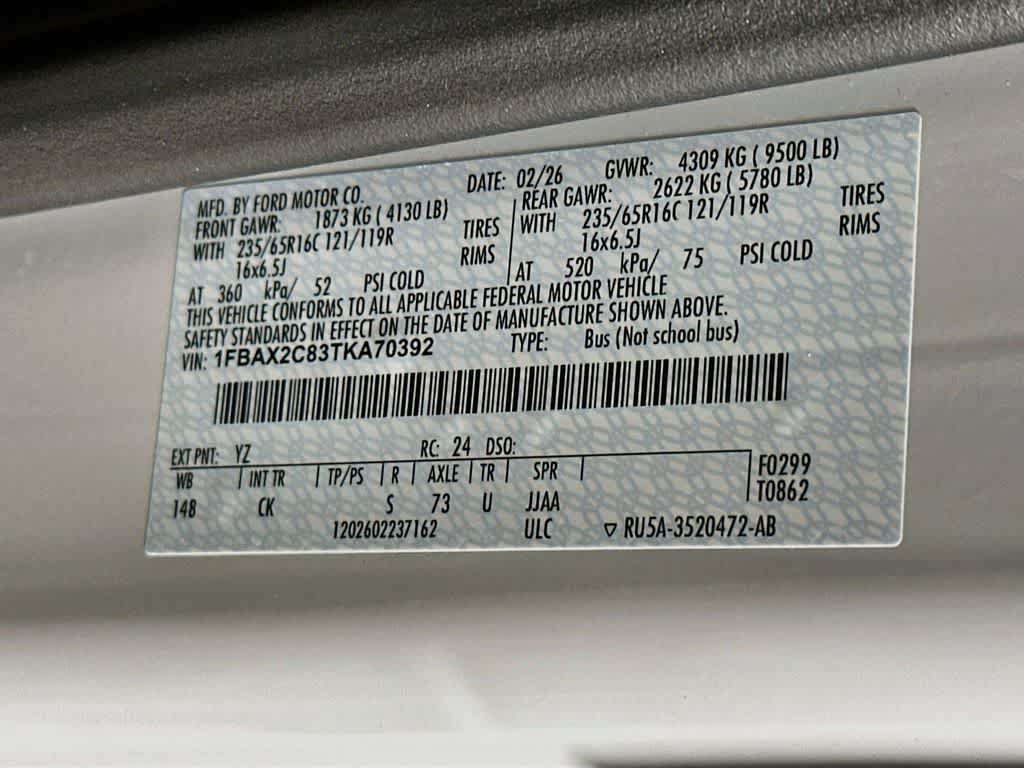 MFD. BY FORD MOTOR CO. DATE: 02/26 GVWR: 4309 KG ( 9500 LB)
FRONT GAWR: 1873 KG ( 4130 LB) REAR GAWR: 2622 KG ( 5780 LB)
WITH 235/65R16C 121/119R TIRES WITH 235/65R16C 121/119R TIRES
16x6.5J RIMS 16x6.5J RIMS
AT 360 kPa/ 52 PSI COLD AT 520 kPa/ 75 PSI COLD
THIS VEHICLE CONFORMS TO ALL APPLICABLE FEDERAL MOTOR VEHICLE
SAFETY STANDARDS IN EFFECT ON THE DATE OF MANUFACTURE SHOWN ABOVE.
VIN: 1FBAX2C83TKA70392 TYPE: Bus (Not school bus)
EXT PNT: YZ RC: 24 DSO:
WB INT TR TP/PS R AXLE TR SPR F0299
148 CK S 73 U JJAA T0862
1202602237162 ULC ▽ RU5A-3520472-AB